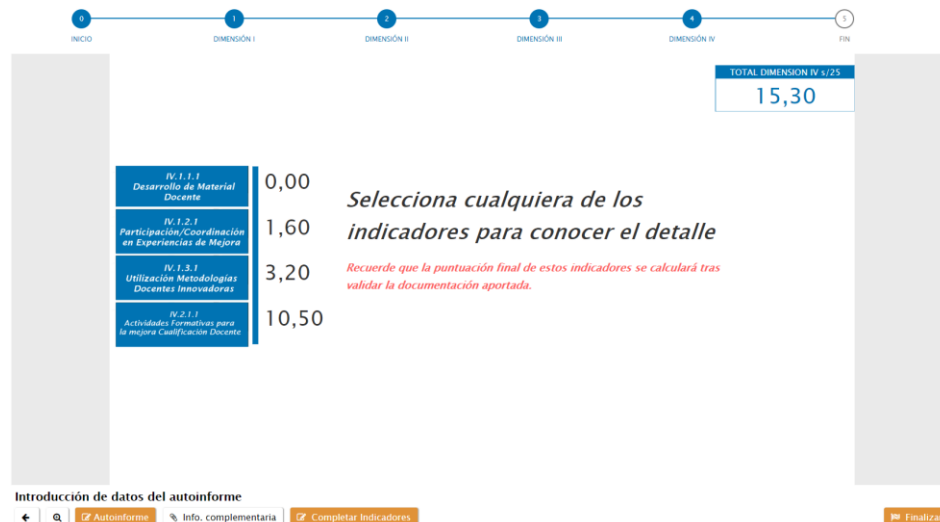 0
1
2
3
4
5
INICIO
DIMENSIÓN I
DIMENSIÓN II
DIMENSIÓN III
DIMENSIÓN IV
FIN
TOTAL DIMENSION IV s/25
15,30
IV.1.1.1
Desarrollo de Material
Docente
0,00
IV.1.2.1
Participación/Coordinación
en Experiencias de Mejora
1,60
IV.1.3.1
Utilización Metodologías
Docentes Innovadoras
3,20
IV.2.1.1
Actividades Formativas para
la mejora Cualificación Docente
10,50
Selecciona cualquiera de los
indicadores para conocer el detalle
Recuerde que la puntuación final de estos indicadores se calculará tras
validar la documentación aportada.
Introducción de datos del autoinforme
Autoinforme
Info. complementaria
Completar Indicadores
Finalizar